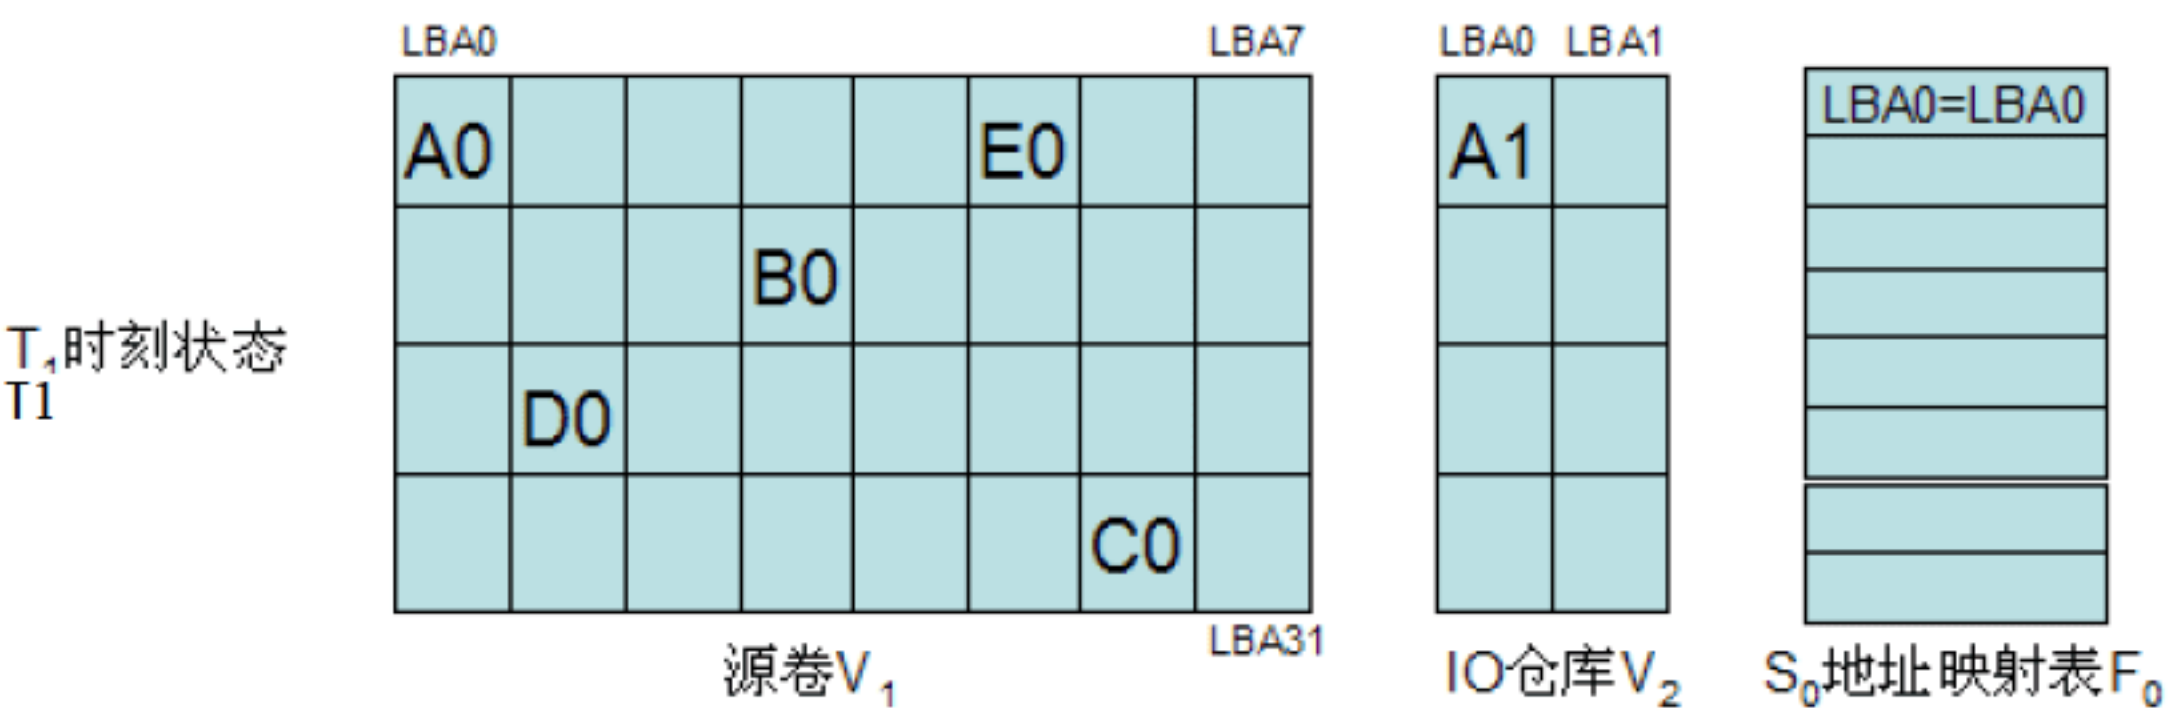 LBA0 LBA7 LBA0 LBA1
A0 E0 A1 LBA0=LBA0
B0
T₁时刻状态
T1
D0
C0
LBA31
源卷V₁ IO仓库V₂ S₀地址映射表F₀